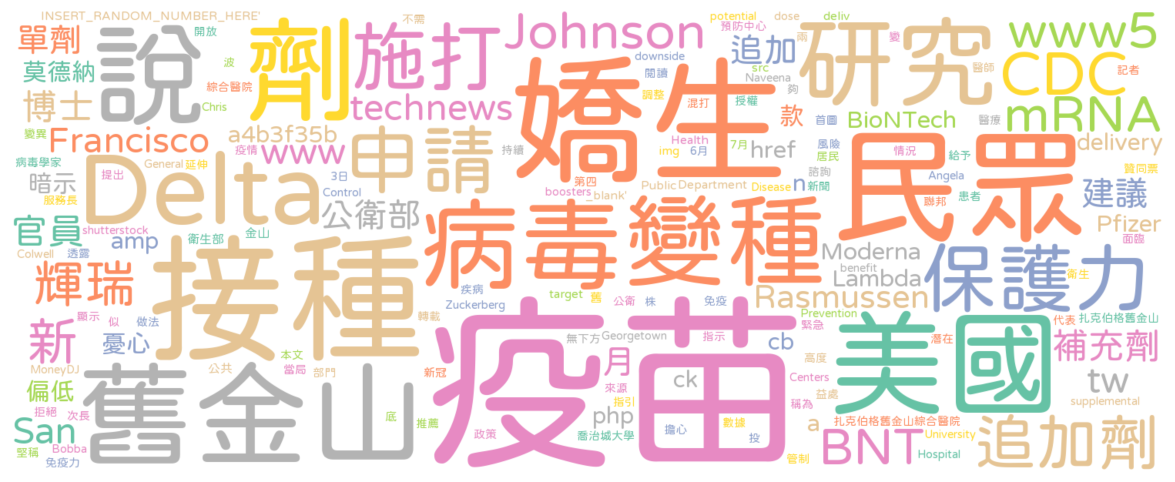 INSERT_RANDOM_NUMBER_HERE'
不需
potential
dose
deliv
單劑
說
開放
劑
施打
Johnson
預防中心
兩
變
www5
莫德納
波
downside
追加
src
研究
醫師
CDC
記者
綜合醫院
閱讀
Naveena
夠
博士
Chris
technews
嬌生
調整
混打
授權
款
首圖
BioNTech
醫療
mRNA
變異
Francisco
a4b3f35b
疫情
www
申請
持續
Health
6月
img
7月
href
風險
居民
情況
給予
delivery
病毒學家
General
延伸
提出
暗示
服務長
Delta
3日
Control
boosters
第四
_blank'
Public
Department
Disease
諮詢
n
新聞
民眾
Angela
聯邦
患者
贊同票
建議
shutterstock
官員
amp
衛生部
金山
公衛部
病毒變種
Moderna
Pfizer
面臨
Colwell
透露
接種
benefit
Lambda
保護力
衛生
輝瑞
疾病
Zuckerberg
target
舊
公衛
株
免疫
Rasmussen
Prevention
緊急
代表
扎克伯格舊金山
新
顯示
似
做法
轉載
憂心
疫苗
無下方
Georgetown
指示
cb
高度
美國
潛在
補充劑
MoneyDJ
本文
當局
公共
部門
新冠
月
來源
ck
Centers
稱為
益處
tw
supplemental
偏低
拒絕
次長
舊金山
底
推薦
指引
php
擔心
數據
投
a
扎克伯格舊金山綜合醫院
San
堅稱
Bobba
免疫力
政策
喬治城大學
管制
BNT
University
Hospital
追加劑